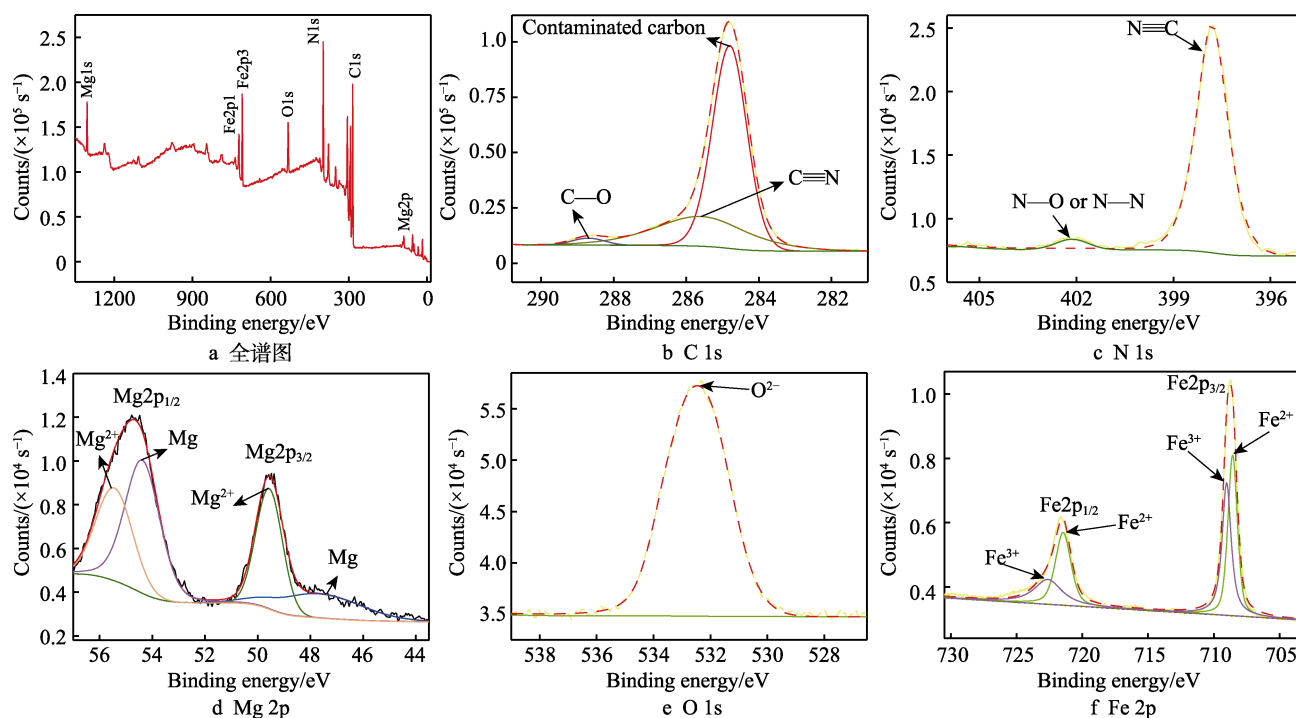 2.5
2.0
1.5
1.0
0.5
0
Counts/(×10⁵ s⁻¹)
Mg1s
Fe2p1
Fe2p3
O1s
N1s
C1s
Mg2p
1200
900
600
300
0
Binding energy/eV
a 全谱图
1.0
0.75
0.50
0.25
0
Counts/(×10⁵ s⁻¹)
Contaminated carbon
C—O
C≡N
290
288
286
284
282
Binding energy/eV
b C 1s
2.5
2.0
1.5
1.0
0.5
Counts/(×10⁴ s⁻¹)
N≡C
N—O or N—N
405
402
399
396
Binding energy/eV
c N 1s
1.4
1.2
1.0
0.8
0.6
0.4
0.2
Counts/(×10⁴ s⁻¹)
Mg2p₁/₂
Mg²⁺
Mg
Mg2p₃/₂
Mg²⁺
Mg
56
54
52
50
48
46
44
Binding energy/eV
d Mg 2p
5.5
5.0
4.5
4.0
3.5
Counts/(×10⁴ s⁻¹)
O²⁻
538
536
534
532
530
528
Binding energy/eV
e O 1s
1.0
0.8
0.6
0.4
Counts/(×10⁴ s⁻¹)
Fe2p₃/₂
Fe³⁺
Fe²⁺
Fe2p₁/₂
Fe²⁺
Fe³⁺
730
725
720
715
710
705
Binding energy/eV
f Fe 2p